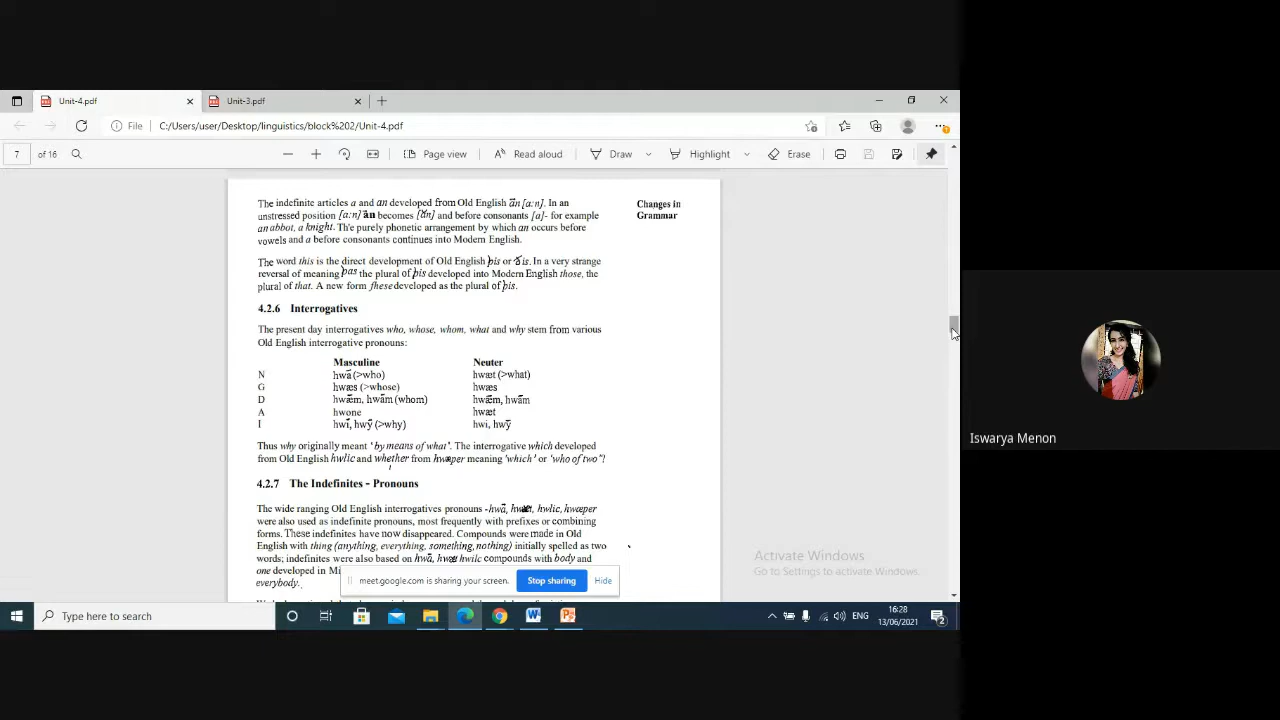 Unit-4.pdf
Unit-3.pdf
File C:/Users/user/Desktop/linguistics/block%202/Unit-4.pdf
7 of 16 Page view Read aloud Draw Highlight Erase
The indefinite articles a and an developed from Old English ān [a:n]. In an
unstressed position [a:n] ān becomes and before consonants [a]- for example
an abbot, a knight. Th'e purely phonetic arrangement by which an occurs before
vowels and a before consonants continues into Modern English.
Changes in
Grammar
The word this is the direct development of Old English þis or is. In a very strange
reversal of meaning þas the plural of þis developed into Modern English those, the
plural of that. A new form fhese developed as the plural of þis.
4.2.6 Interrogatives
The present day interrogatives who, whose, whom, what and why stem from various
Old English interrogative pronouns:
Masculine Neuter
N hwā (>who) hwæt (>what)
G hwæs (>whose) hwæs
D hwǣm, hwām (whom) hwǣm, hwām
A hwone hwæt
I hwī, hwȳ (>why) hwi, hwȳ
Thus why originally meant 'by means of what'. The interrogative which developed
from Old English hwlic and whether from hwæper meaning 'which' or 'who of two"?
4.2.7 The Indefinites - Pronouns
The wide ranging Old English interrogatives pronouns -hwā, hwæt, hwlic, hwæper
were also used as indefinite pronouns, most frequently with prefixes or combining
forms. These indefinites have now disappeared. Compounds were made in Old
English with thing (anything, everything, something, nothing) initially spelled as two
words; indefinites were also based on hwā, hwæt hwilc compounds with body and
one developed in Mi
everybody.
meet.google.com is sharing your screen. Stop sharing Hide
Activate Windows
Go to Settings to activate Windows.
Iswarya Menon
Type here to search
ENG
16:28
13/06/2021
2